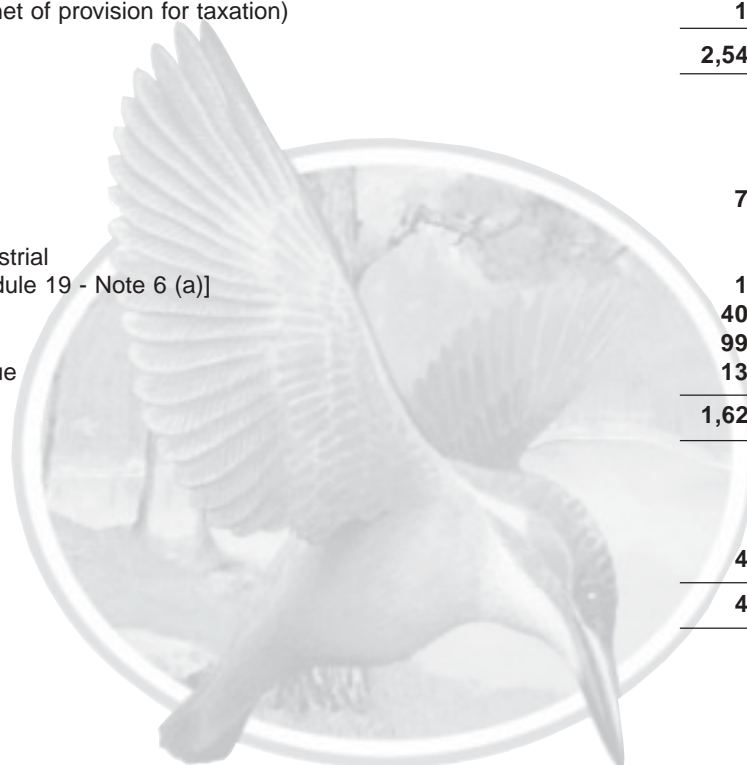 net of provision for taxation) 1
2,54
7
strial
dule 19 - Note 6 (a)] 1
40
99
ue 13
1,62
4
4